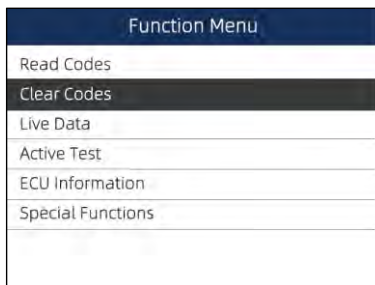 Function Menu
Read Codes
Clear Codes
Live Data
Active Test
ECU Information
Special Functions